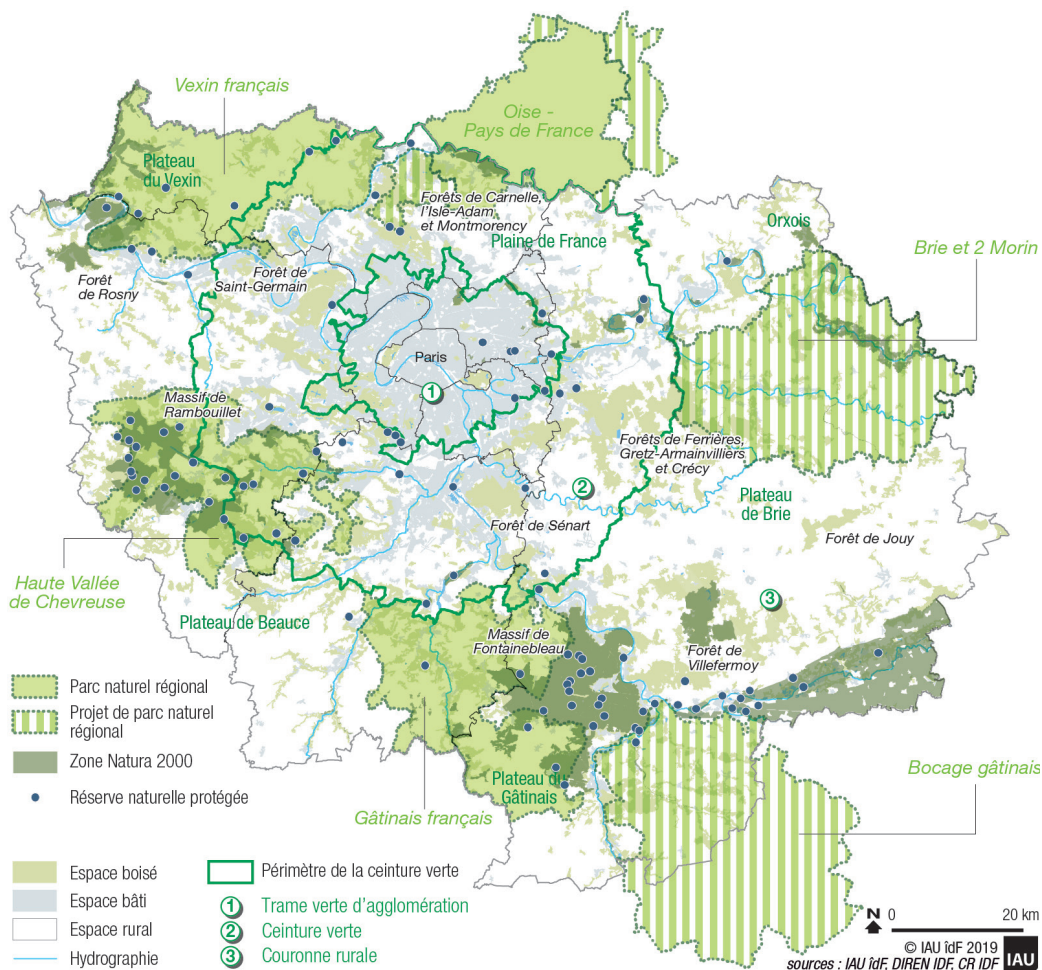 Vexin français
Oise -
Pays de France
Plateau
du Vexin
Forêts de Carnelle,
l'Isle-Adam
et Montmorency
Plaine de France
Orxois
Brie et 2 Morin
Forêt
de Rosny
Forêt de
Saint-Germain
Paris
1
Massif de
Rambouillet
Forêts de Ferrières,
Gretz-Armainvilliers
et Crécy
2
Plateau
de Brie
Forêt de Sénart
Forêt de Jouy
Haute Vallée
de Chevreuse
3
Plateau de Beauce
Massif de
Fontainebleau
Forêt de
Villefermoy
Plateau du
Gâtinais
Bocage gâtinais
Gâtinais français
Parc naturel régional
Projet de parc naturel
régional
Zone Natura 2000
Réserve naturelle protégée
Espace boisé
Espace bâti
Espace rural
Hydrographie
Périmètre de la ceinture verte
1 Trame verte d'agglomération
2 Ceinture verte
3 Couronne rurale
N 0 20 km
© IAU îdF 2019
sources : IAU îdF, DIREN IDF, CR IDF
IAU